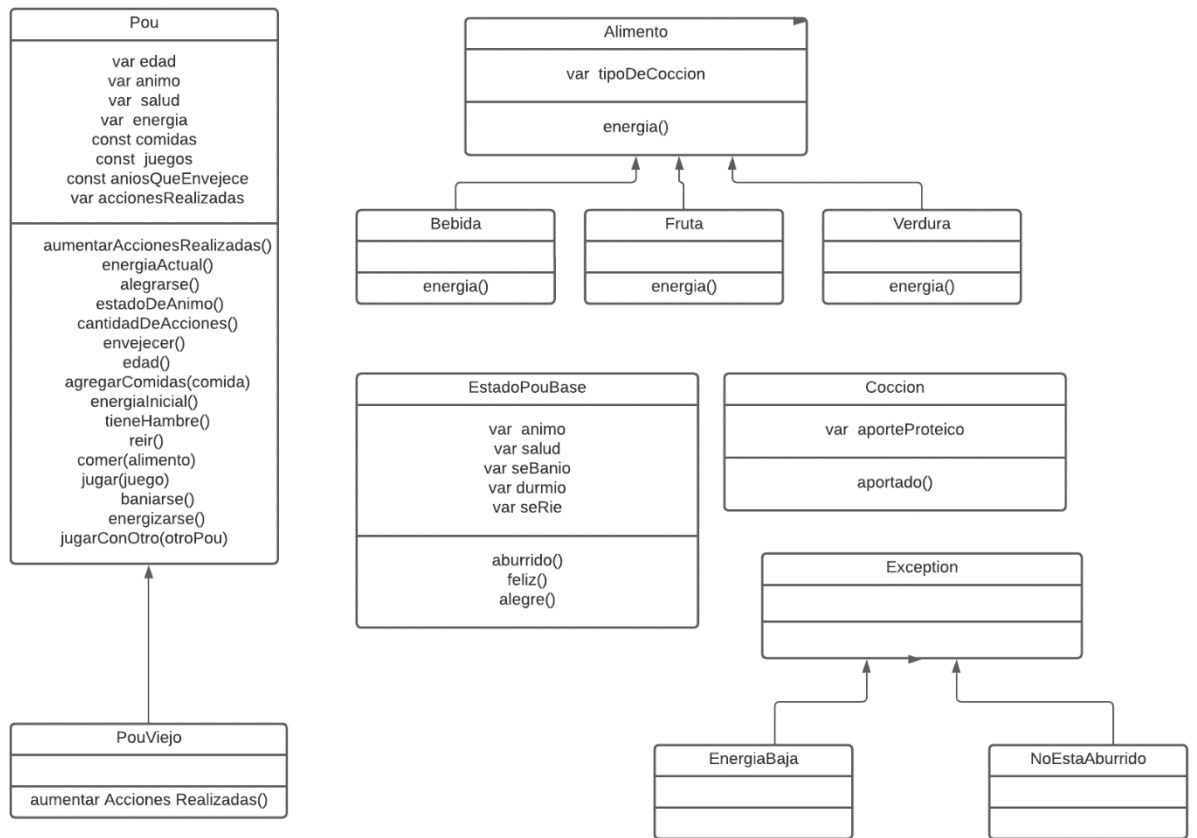 Pou
var edad
var animo
var salud
var energia
const comidas
const juegos
const aniosQueEnvejece
var accionesRealizadas
aumentarAccionesRealizadas()
energiaActual()
alegrarse()
estadoDeAnimo()
cantidadDeAcciones()
envejecer()
edad()
agregarComidas(comida)
energiaInicial()
tieneHambre()
reir()
comer(alimento)
jugar(juego)
baniarse()
energizarse()
jugarConOtro(otroPou)
PouViejo
aumentar Acciones Realizadas()
Alimento
var tipoDeCoccion
energia()
Bebida
energia()
Fruta
energia()
Verdura
energia()
EstadoPouBase
var animo
var salud
var seBanio
var durmio
var seRie
aburrido()
feliz()
alegre()
Coccion
var aporteProteico
aportado()
Exception
EnergiaBaja
NoEstaAburrido